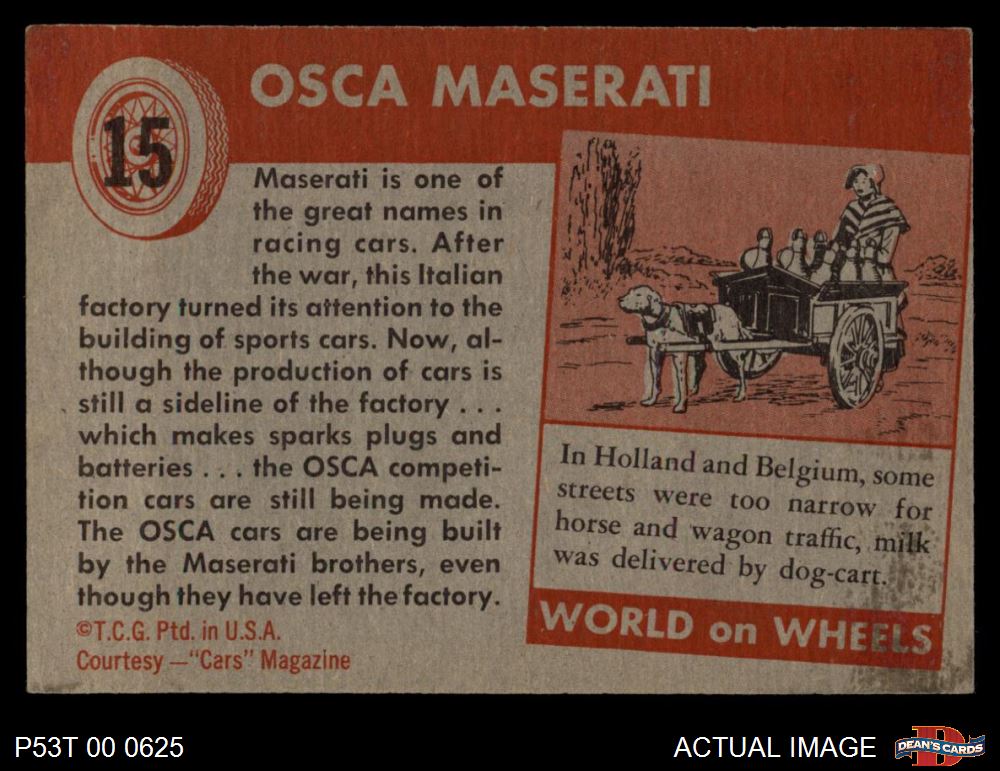 15
OSCA MASERATI
Maserati is one of
the great names in
racing cars. After
the war, this Italian
factory turned its attention to the
building of sports cars. Now, al-
though the production of cars is
still a sideline of the factory . . .
which makes sparks plugs and
batteries . . . the OSCA competi-
tion cars are still being made.
The OSCA cars are being built
by the Maserati brothers, even
though they have left the factory.
©T.C.G. Ptd. in U.S.A.
Courtesy —"Cars" Magazine
In Holland and Belgium, some
streets were too narrow for
horse and wagon traffic, milk
was delivered by dog-cart.
WORLD on WHEELS
P53T 00 0625
ACTUAL IMAGE
D
DEAN'S CARDS